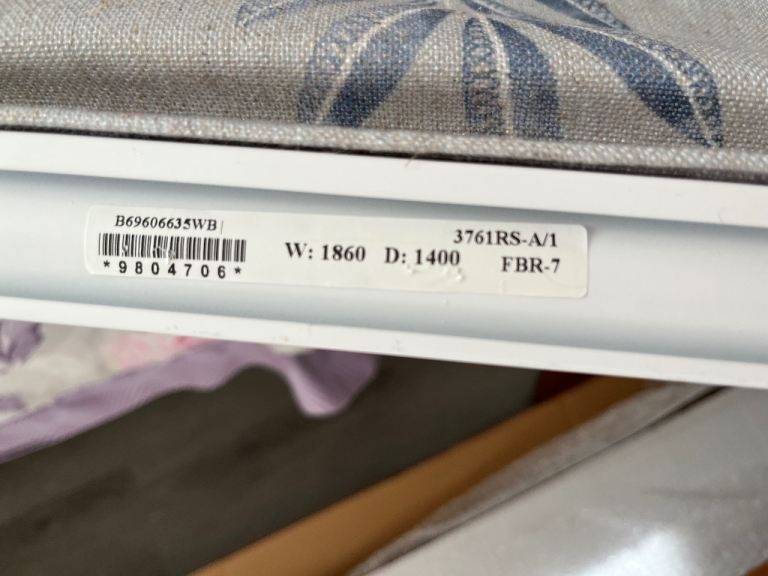 B69606635WB
*9804706*
W: 1860 D: 1400
3761RS-A/1
FBR-7